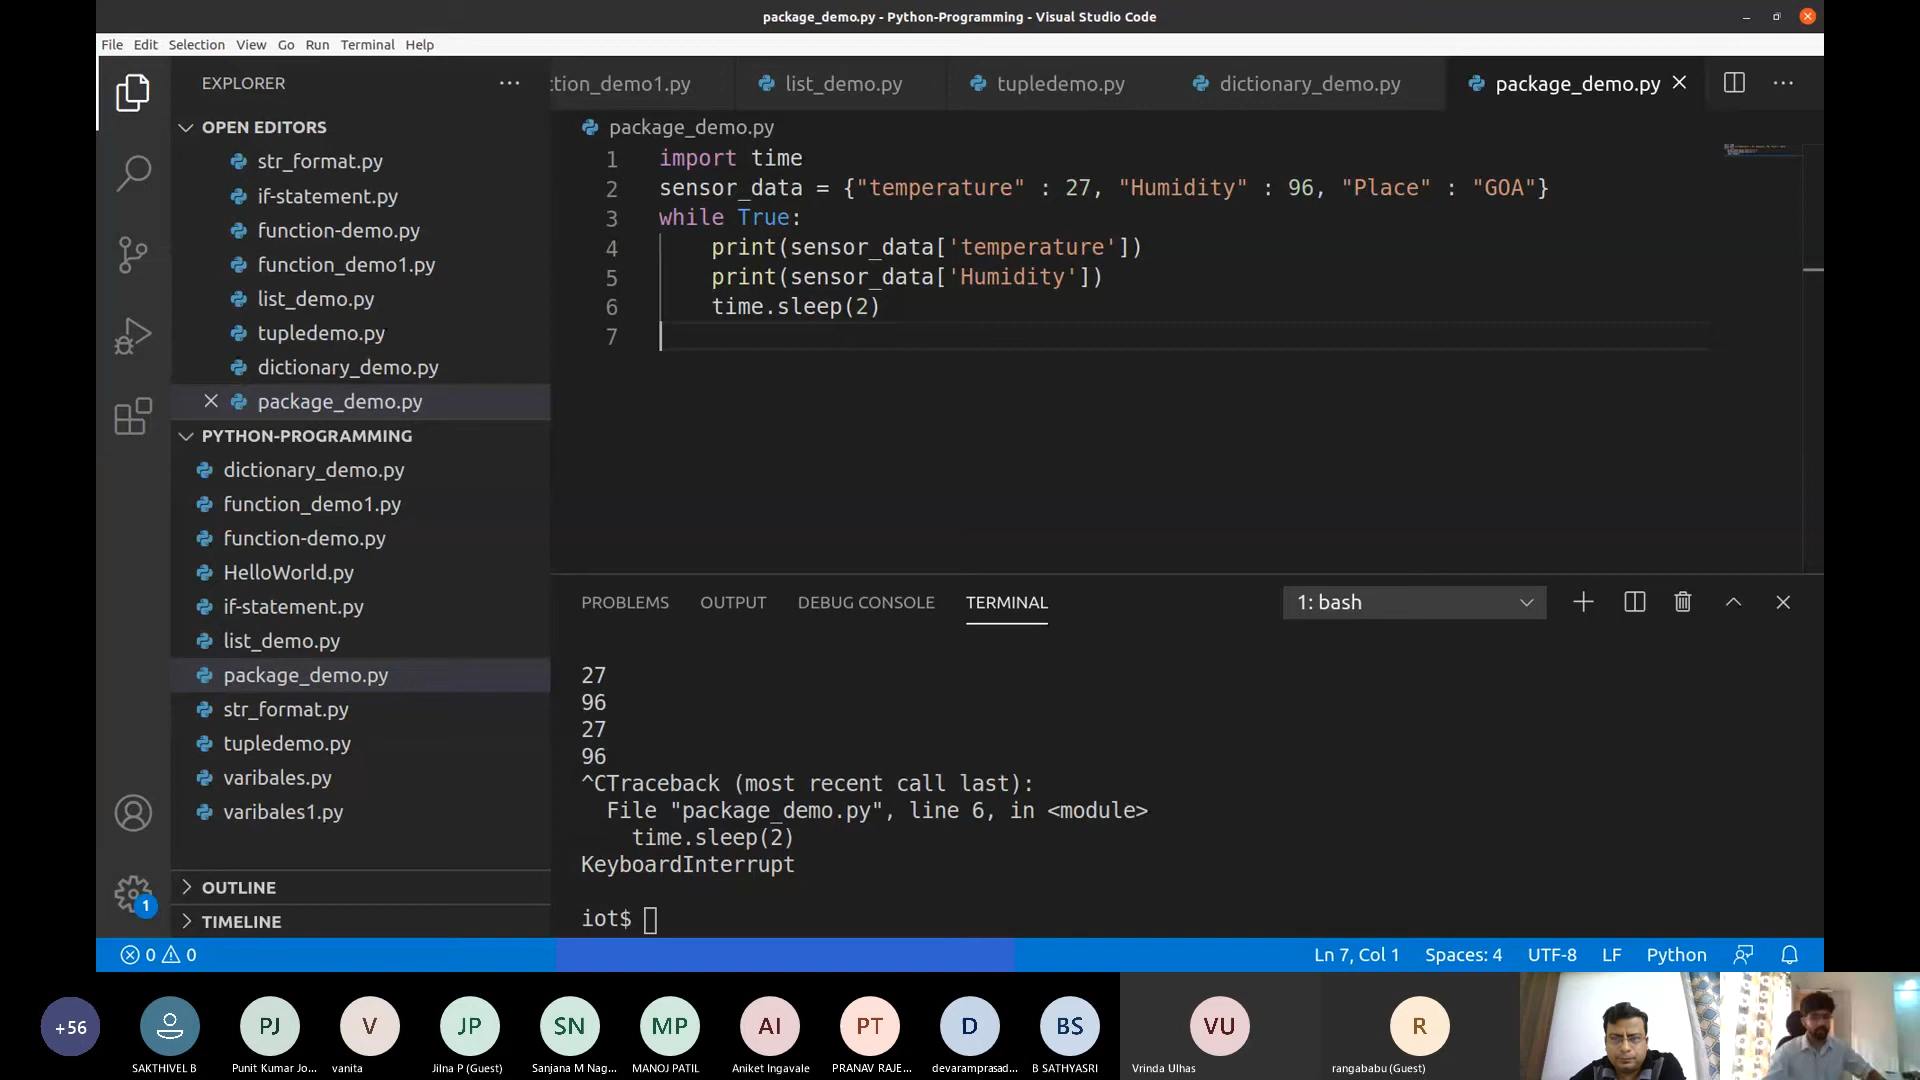 package_demo.py - Python-Programming - Visual Studio Code
File Edit Selection View Go Run Terminal Help
EXPLORER
OPEN EDITORS
str_format.py
if-statement.py
function-demo.py
function_demo1.py
list_demo.py
tupledemo.py
dictionary_demo.py
package_demo.py
PYTHON-PROGRAMMING
dictionary_demo.py
function_demo1.py
function-demo.py
HelloWorld.py
if-statement.py
list_demo.py
package_demo.py
str_format.py
tupledemo.py
varibales.py
varibales1.py
OUTLINE
TIMELINE
1
ction_demo1.py list_demo.py tupledemo.py dictionary_demo.py package_demo.py
package_demo.py
1 import time
2 sensor_data = {"temperature" : 27, "Humidity" : 96, "Place" : "GOA"}
3 while True:
4 print(sensor_data['temperature'])
5 print(sensor_data['Humidity'])
6 time.sleep(2)
7
PROBLEMS OUTPUT DEBUG CONSOLE TERMINAL 1: bash
27
96
27
96
^CTraceback (most recent call last):
File "package_demo.py", line 6, in <module>
time.sleep(2)
KeyboardInterrupt
iot$
0 0 Ln 7, Col 1 Spaces: 4 UTF-8 LF Python
+56 PJ V JP SN MP AI PT D BS VU R
SAKTHIVEL B Punit Kumar Jo... vanita Jilna P (Guest) Sanjana M Nag... MANOJ PATIL Aniket Ingavale PRANAV RAJE... devaramprasad... B SATHYASRI Vrinda Ulhas rangababu (Guest)